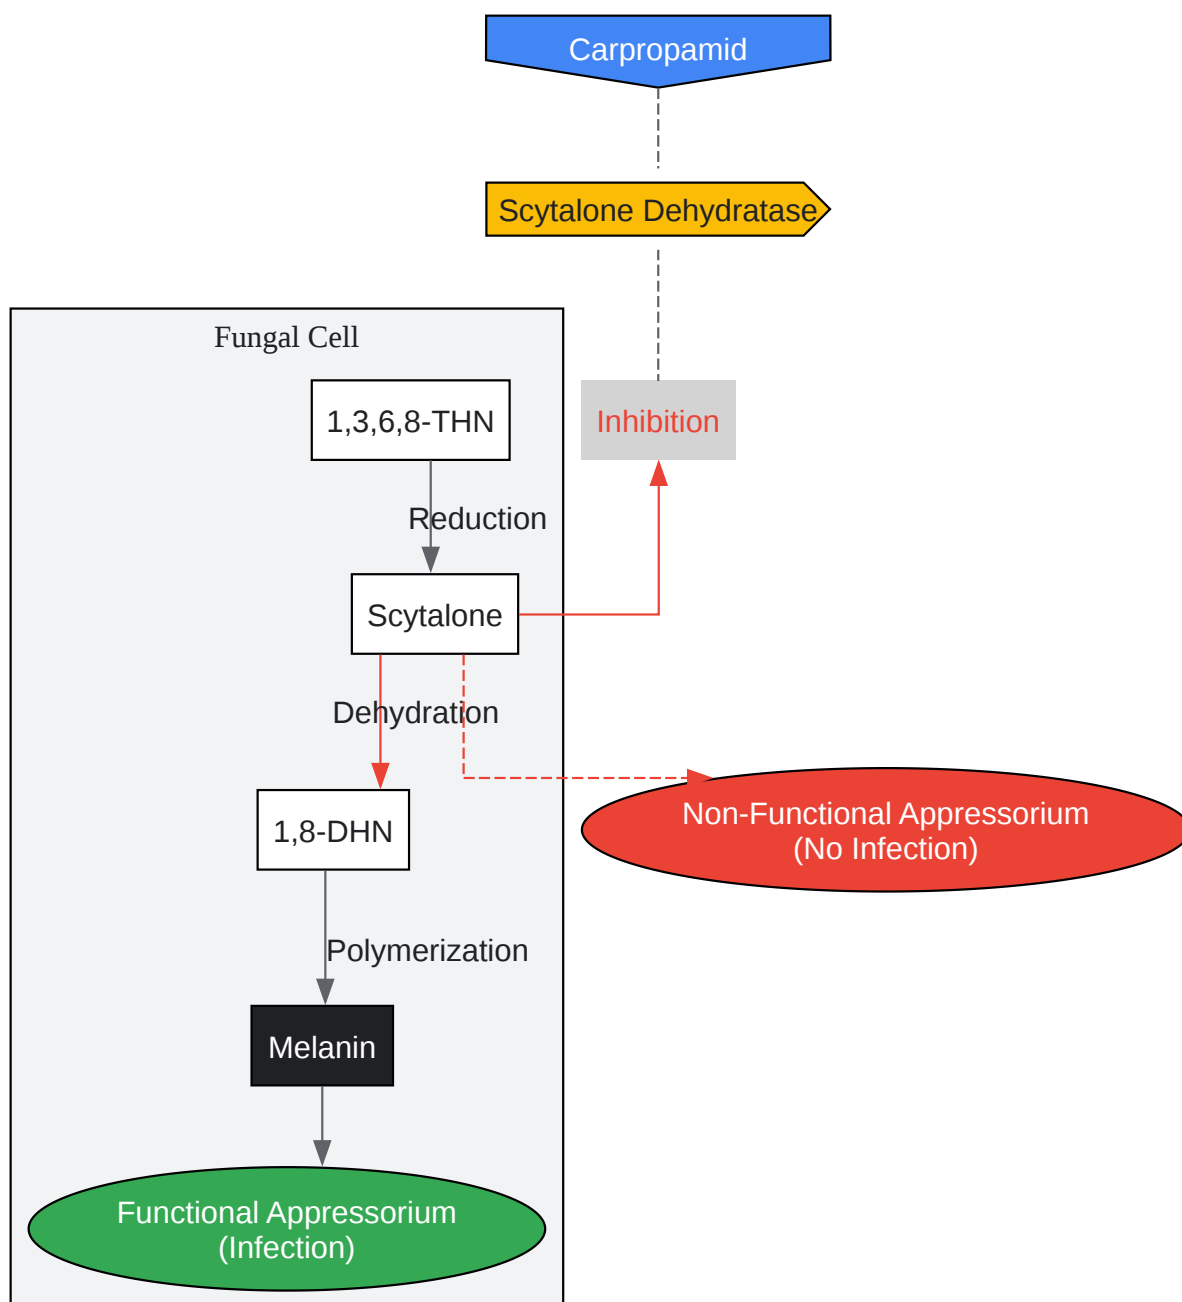 Carpropamid
Scytalone Dehydratase
Fungal Cell
1,3,6,8-THN
Inhibition
Reduction
Scytalone
Dehydration
1,8-DHN
Non-Functional Appressorium
(No Infection)
Polymerization
Melanin
Functional Appressorium
(Infection)